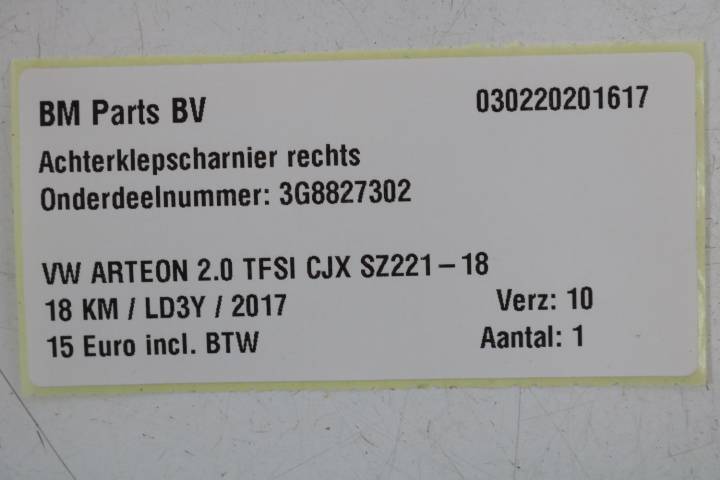 BM Parts BV 030220201617
Achterklepscharnier rechts
Onderdeelnummer: 3G8827302
VW ARTEON 2.0 TFSI CJX SZ221-18
18 KM / LD3Y / 2017 Verz: 10
15 Euro incl. BTW Aantal: 1